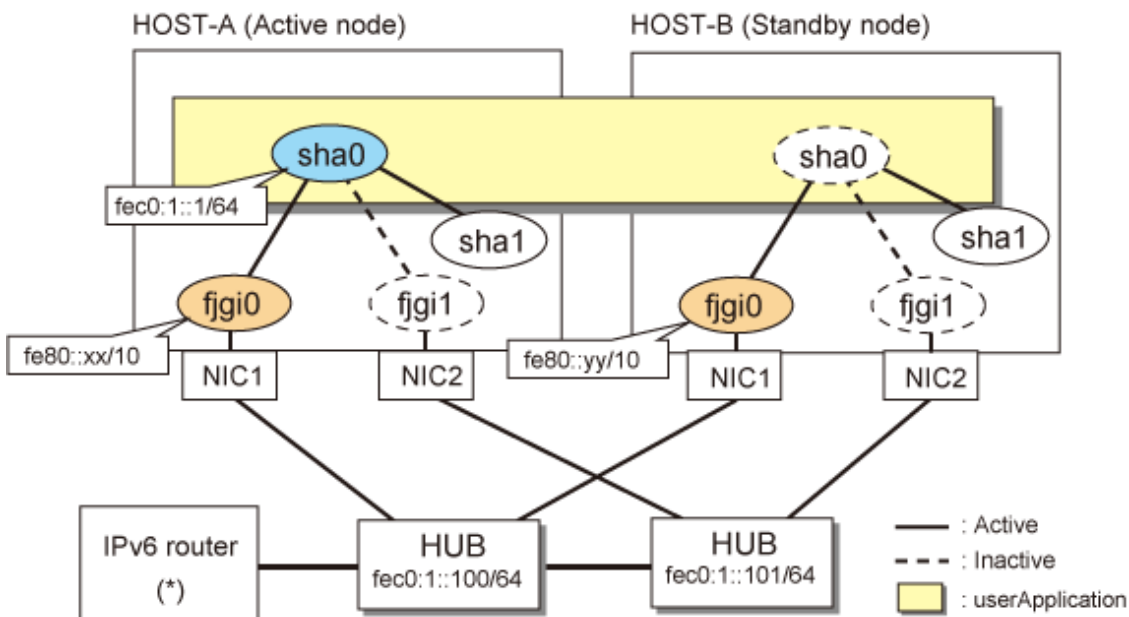 HOST-A (Active node)
HOST-B (Standby node)
sha0
sha0
fec0:1::1/64
sha1
sha1
fjgi0
fjgi1
fjgi0
fjgi1
fe80::xx/10
fe80::yy/10
NIC1
NIC2
NIC1
NIC2
IPv6 router
(*)
HUB
fec0:1::100/64
HUB
fec0:1::101/64
: Active
: Inactive
: userApplication